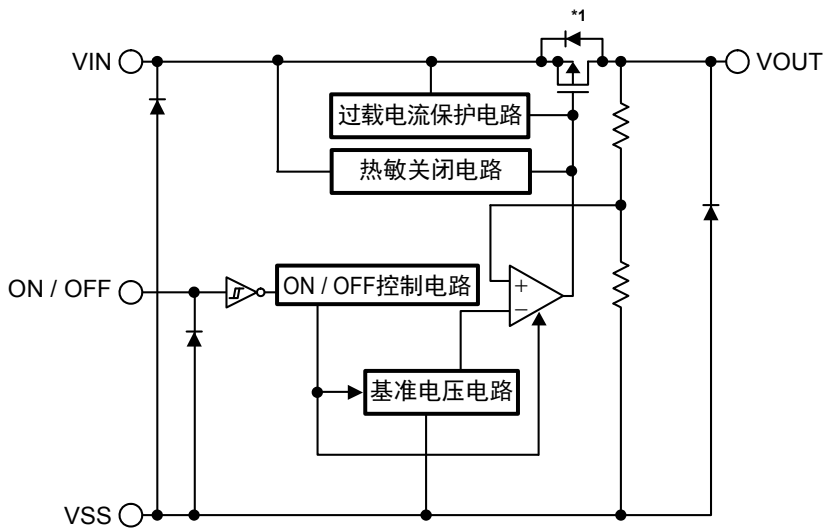 *1
VIN
VOUT
过载电流保护电路
热敏关闭电路
ON / OFF
ON / OFF控制电路
+
−
基准电压电路
VSS